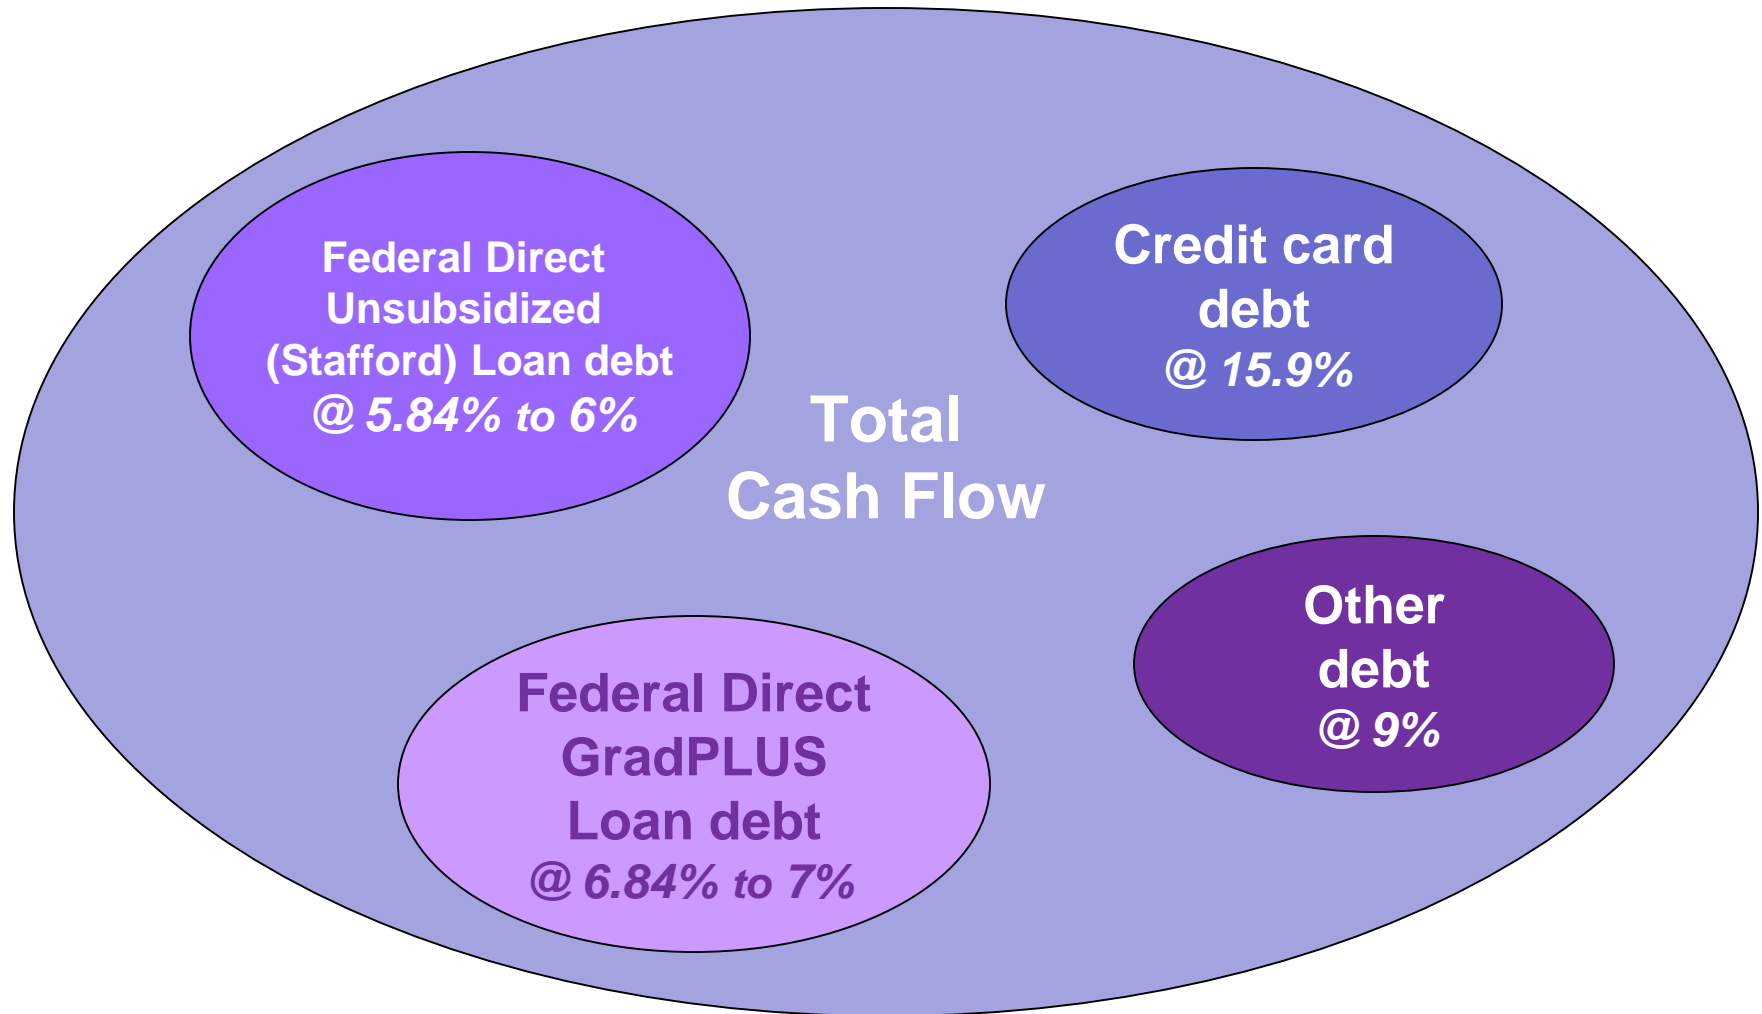 Federal Direct
Unsubsidized
(Stafford) Loan debt
@ 5.84% to 6%
Credit card
debt
@ 15.9%
Total
Cash Flow
Federal Direct
GradPLUS
Loan debt
@ 6.84% to 7%
Other
debt
@ 9%